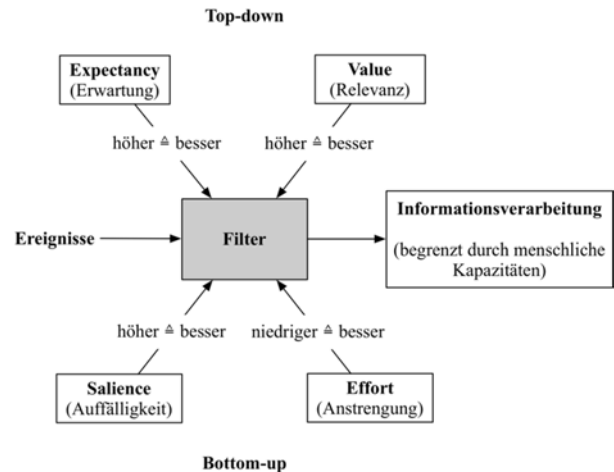 Top-down
Expectancy
(Erwartung)
Value
(Relevanz)
höher ≙ besser
höher ≙ besser
Ereignisse
Filter
Informationsverarbeitung
(begrenzt durch menschliche
Kapazitäten)
höher ≙ besser
niedriger ≙ besser
Salience
(Auffälligkeit)
Effort
(Anstrengung)
Bottom-up